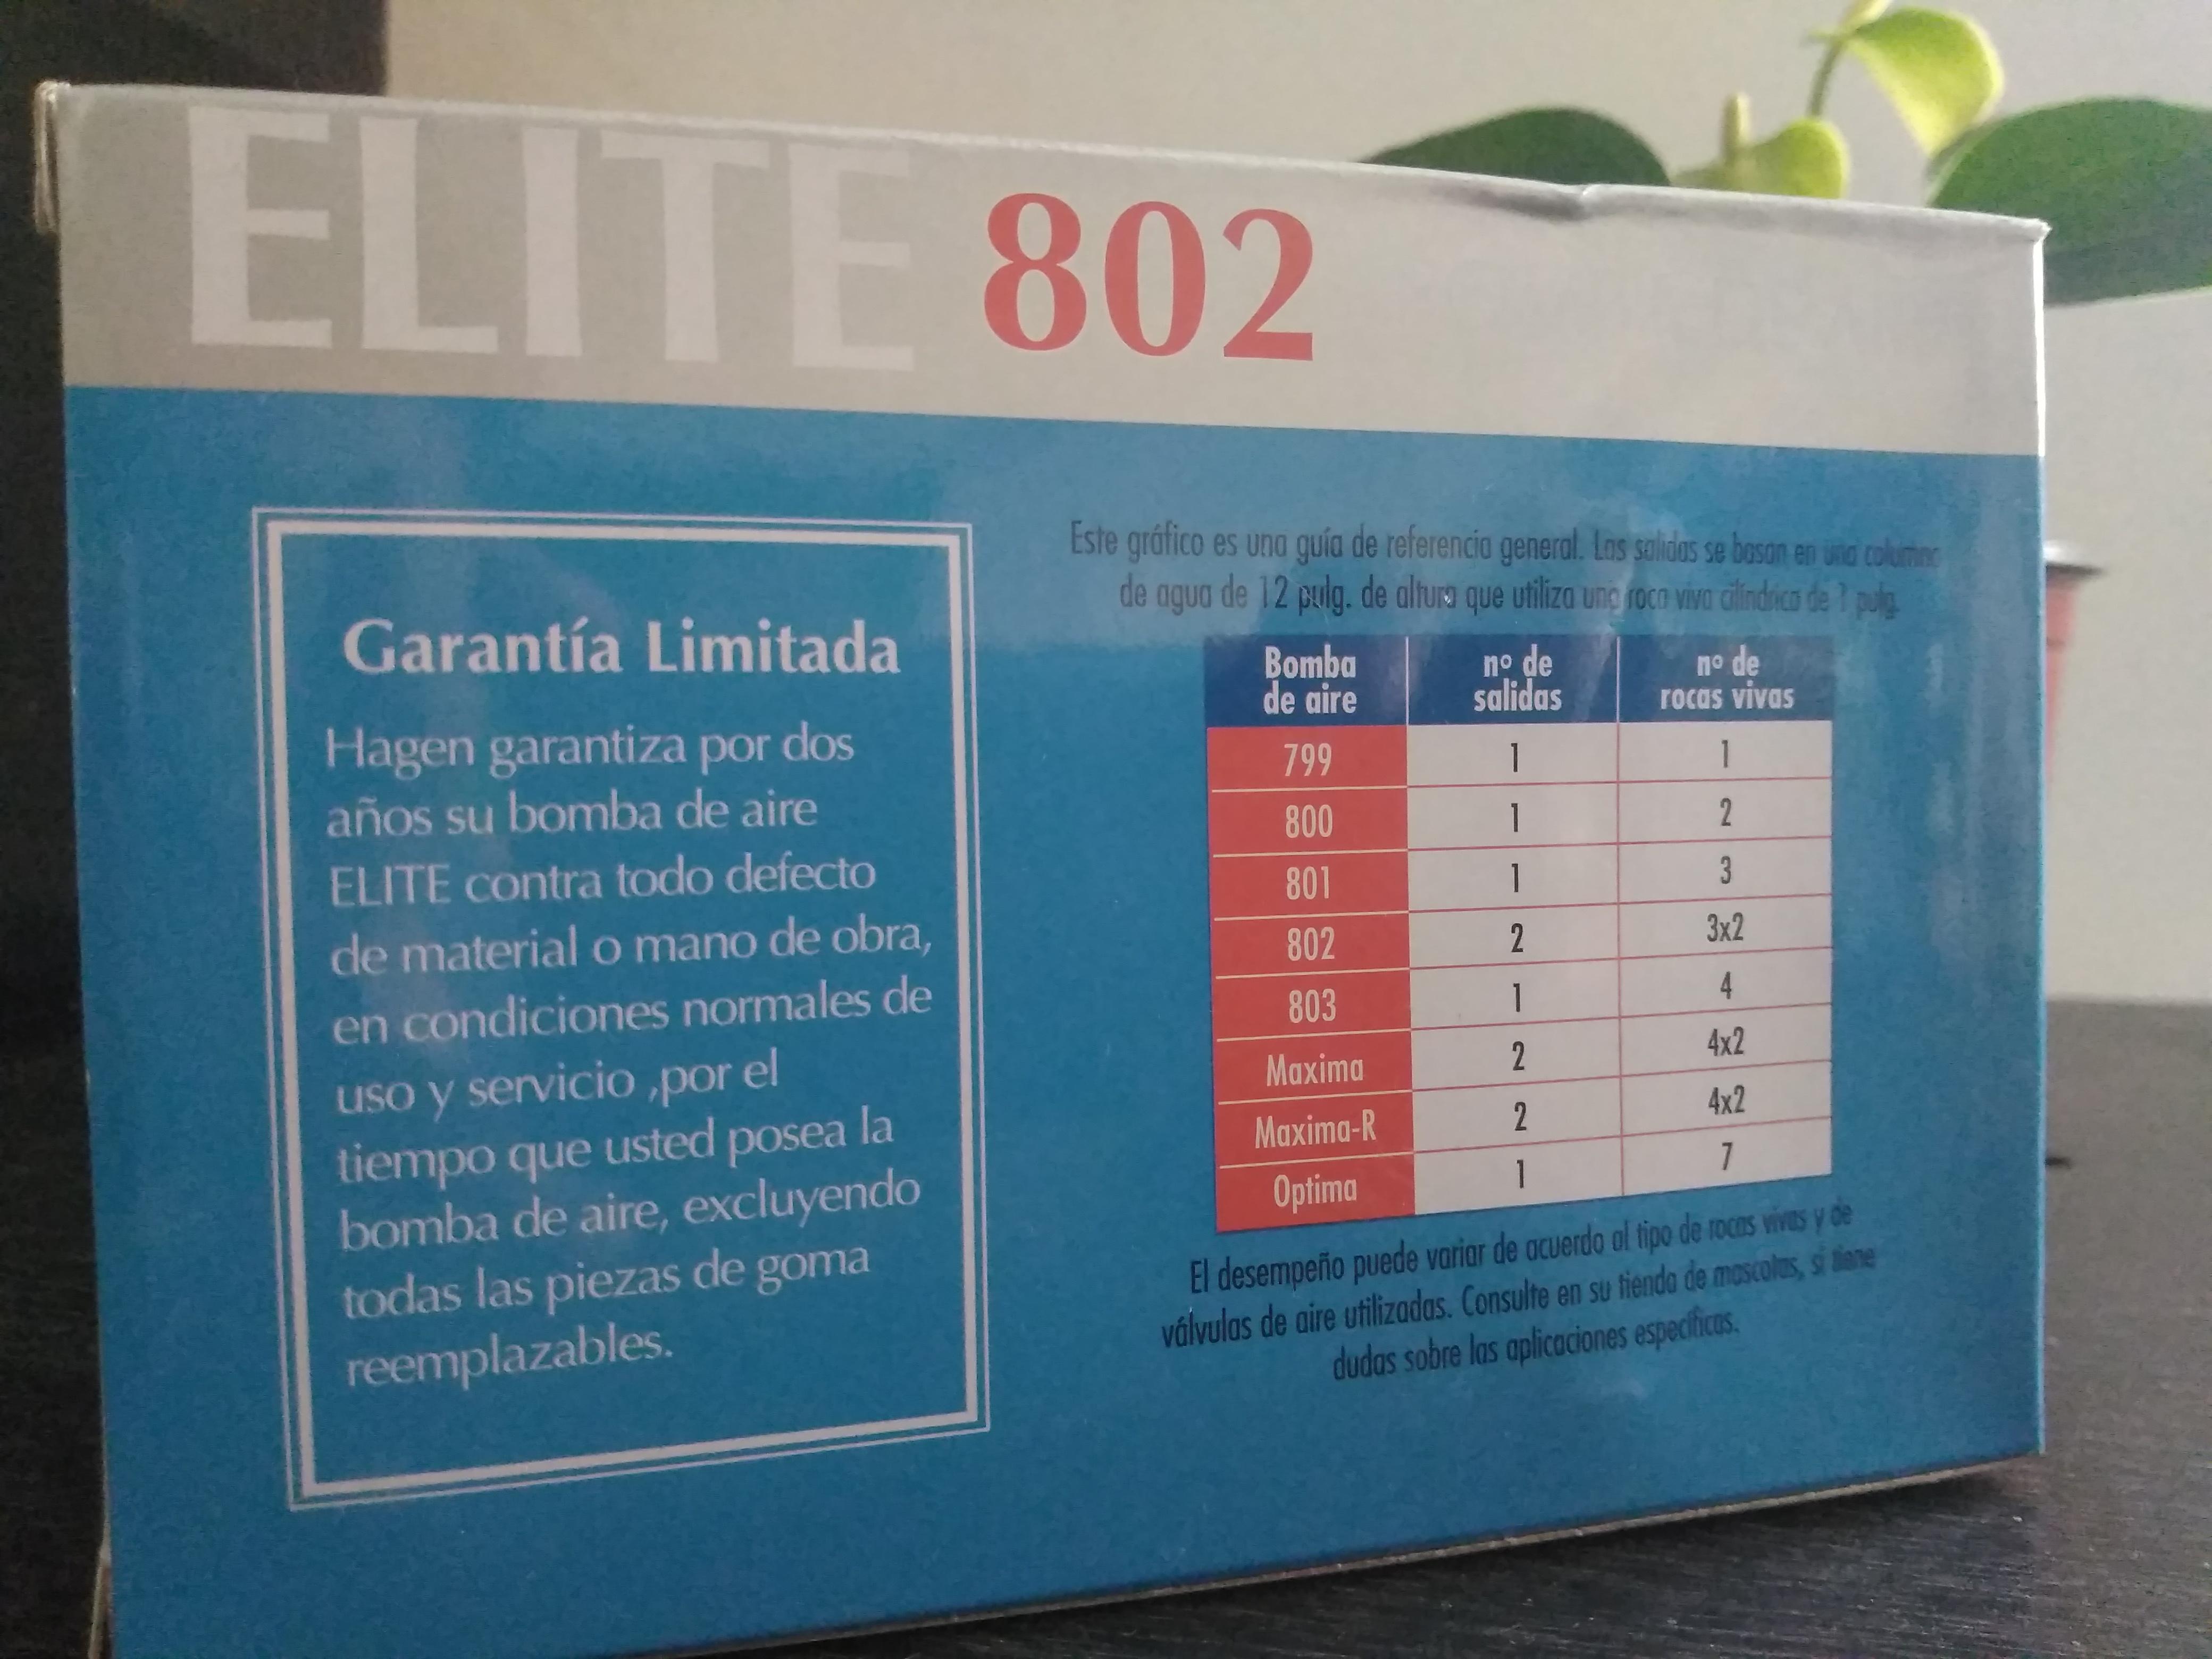 ELITE 802
Garantía Limitada
Hagen garantiza por dos
años su bomba de aire
ELITE contra todo defecto
de material o mano de obra,
en condiciones normales de
uso y servicio ,por el
tiempo que usted posea la
bomba de aire, excluyendo
todas las piezas de goma
reemplazables.
Este gráfico es una guía de referencia general. Las salidas se basan en una columna
de agua de 12 pulg. de altura que utiliza una roca viva cilíndrica de 1 pulg.
Bomba de aire nº de salidas nº de rocas vivas
799 1 1
800 1 2
801 1 3
802 2 3x2
803 1 4
Maxima 2 4x2
Maxima-R 2 4x2
Optima 1 7
El desempeño puede variar de acuerdo al tipo de rocas vivas y de
válvulas de aire utilizadas. Consulte en su tienda de mascotas, si tiene
dudas sobre las aplicaciones específicas.